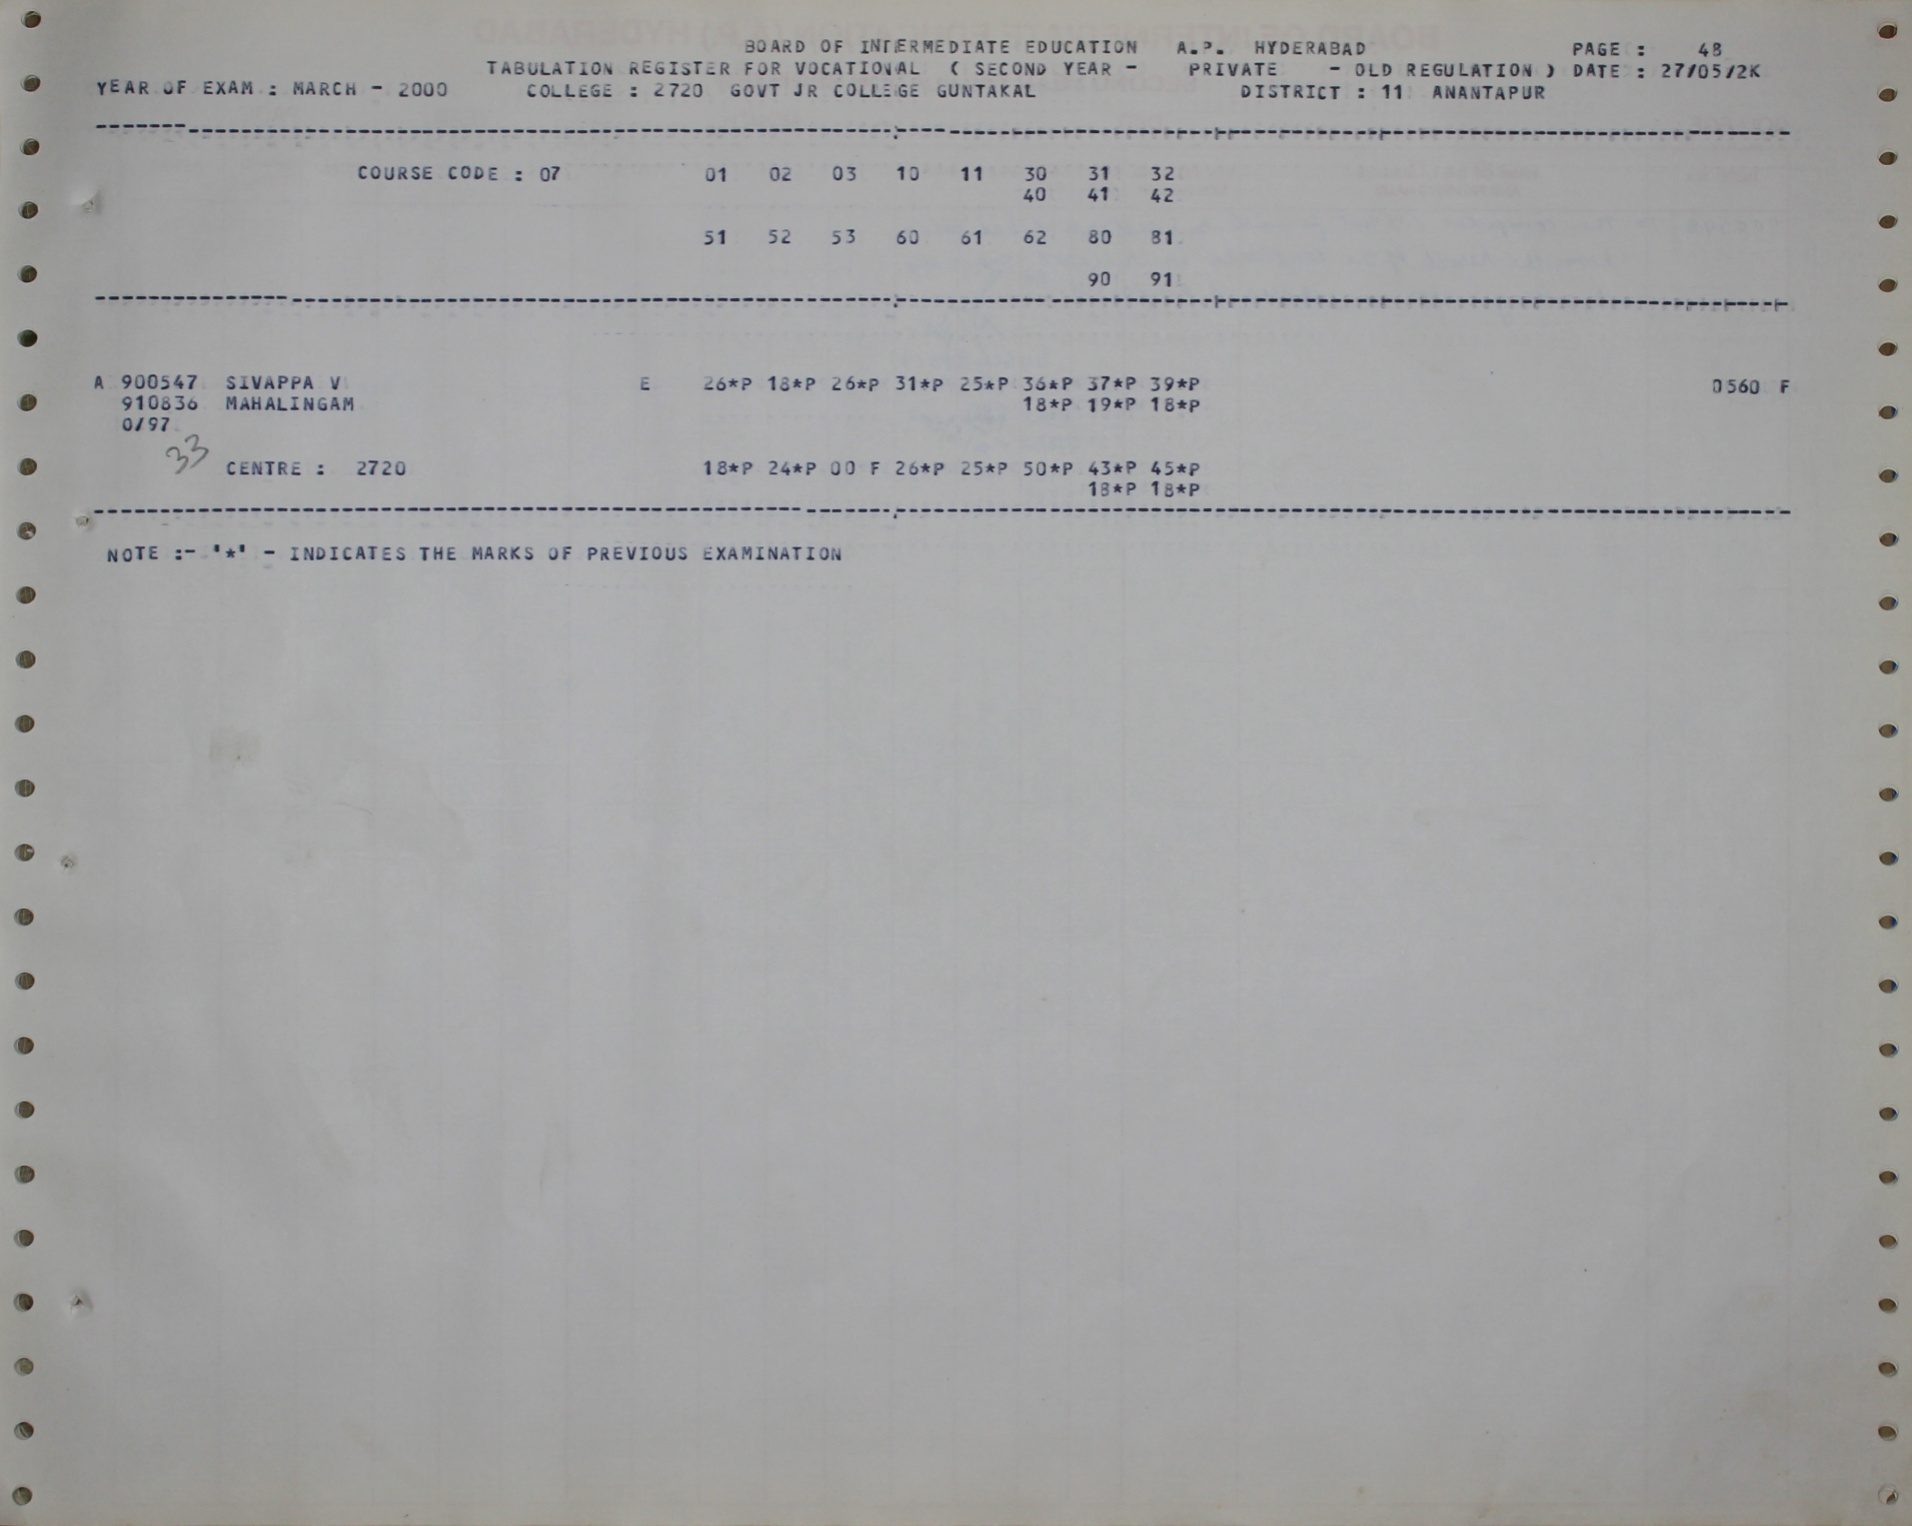 BOARD OF INTERMEDIATE EDUCATION A.P. HYDERABAD PAGE : 48
TABULATION REGISTER FOR VOCATIONAL ( SECOND YEAR - PRIVATE - OLD REGULATION ) DATE : 27/05/2K
YEAR OF EXAM : MARCH - 2000 COLLEGE : 2720 GOVT JR COLLEGE GUNTAKAL DISTRICT : 11 ANANTAPUR
COURSE CODE : 07 01 02 03 10 11 30 31 32
40 41 42
51 52 53 60 61 62 80 81
90 91
A 900547 SIVAPPA V E 26*P 18*P 26*P 31*P 25*P 36*P 37*P 39*P 0560 F
910836 MAHALINGAM 18*P 19*P 18*P
0/97
33
CENTRE : 2720 18*P 24*P 00 F 26*P 25*P 50*P 43*P 45*P
18*P 18*P
NOTE :- '*' - INDICATES THE MARKS OF PREVIOUS EXAMINATION